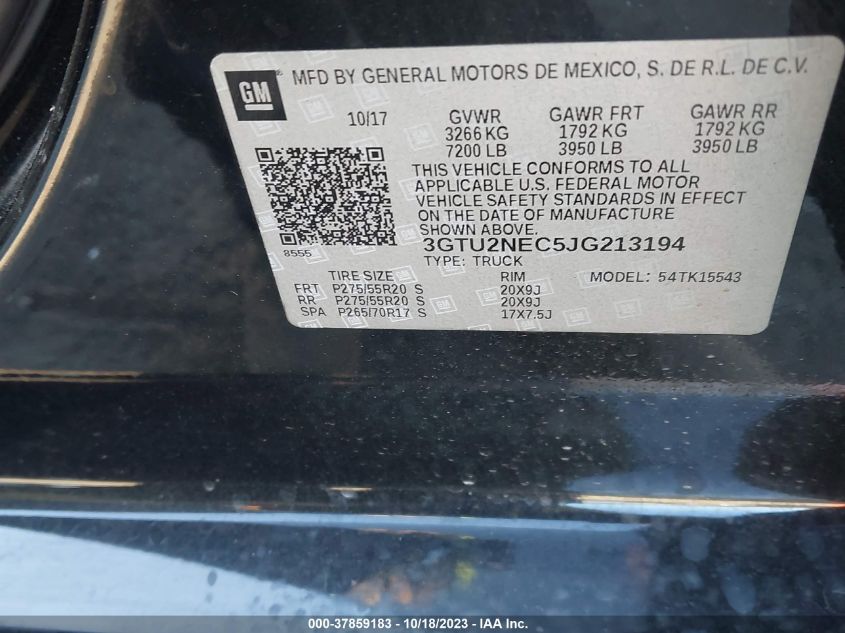 GM
MFD BY GENERAL MOTORS DE MEXICO, S. DE R.L. DE C.V.
10/17 GVWR GAWR FRT GAWR RR
3266 KG 1792 KG 1792 KG
7200 LB 3950 LB 3950 LB
THIS VEHICLE CONFORMS TO ALL
APPLICABLE U.S. FEDERAL MOTOR
VEHICLE SAFETY STANDARDS IN EFFECT
ON THE DATE OF MANUFACTURE
SHOWN ABOVE.
8555
3GTU2NEC5JG213194
TYPE: TRUCK
TIRE SIZE RIM MODEL: 54TK15543
FRT P275/55R20 S 20X9J
RR P275/55R20 S 20X9J
SPA P265/70R17 S 17X7.5J
000-37859183 - 10/18/2023 - IAA Inc.